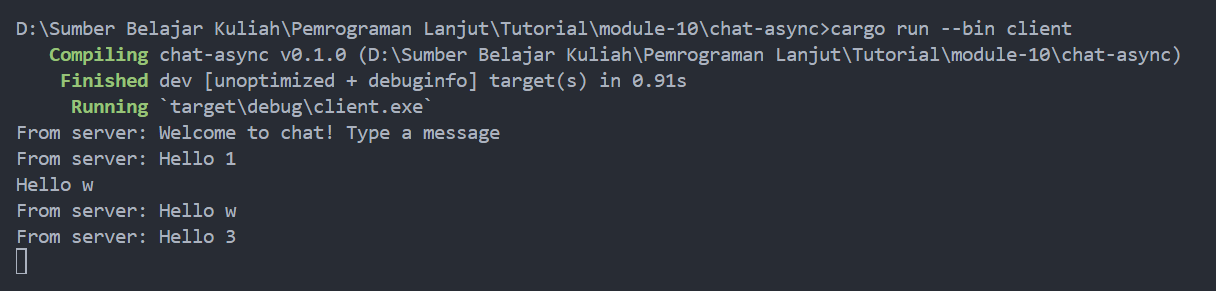 D:\Sumber Belajar Kuliah\Pemrograman Lanjut\Tutorial\module-10\chat-async>cargo run --bin client
Compiling chat-async v0.1.0 (D:\Sumber Belajar Kuliah\Pemrograman Lanjut\Tutorial\module-10\chat-async)
Finished dev [unoptimized + debuginfo] target(s) in 0.91s
Running `target\debug\client.exe`
From server: Welcome to chat! Type a message
From server: Hello 1
Hello w
From server: Hello w
From server: Hello 3